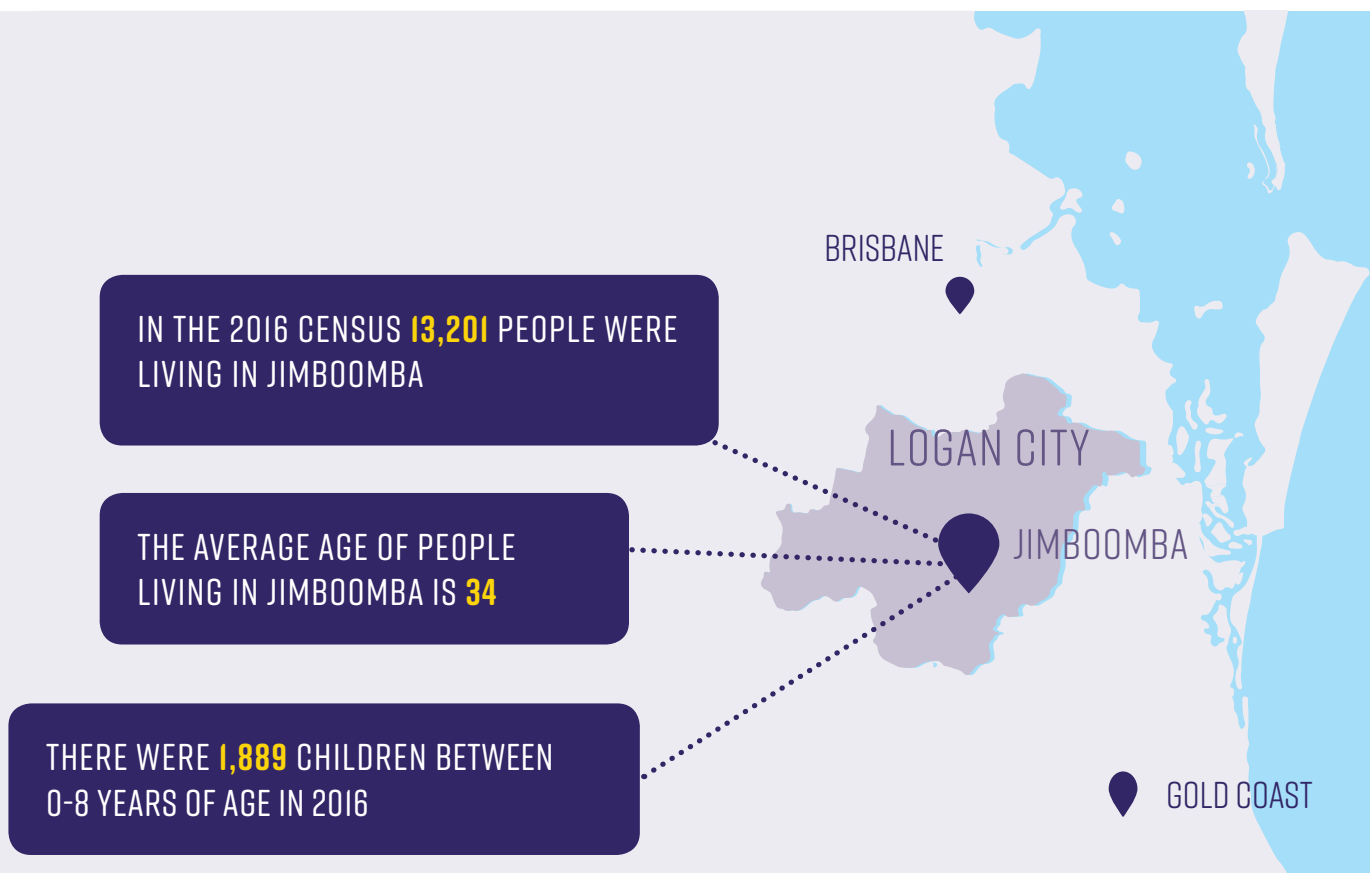 BRISBANE
IN THE 2016 CENSUS 13,201 PEOPLE WERE
LIVING IN JIMBOOMBA
LOGAN CITY
THE AVERAGE AGE OF PEOPLE
LIVING IN JIMBOOMBA IS 34
JIMBOOMBA
THERE WERE 1,889 CHILDREN BETWEEN
0-8 YEARS OF AGE IN 2016
GOLD COAST